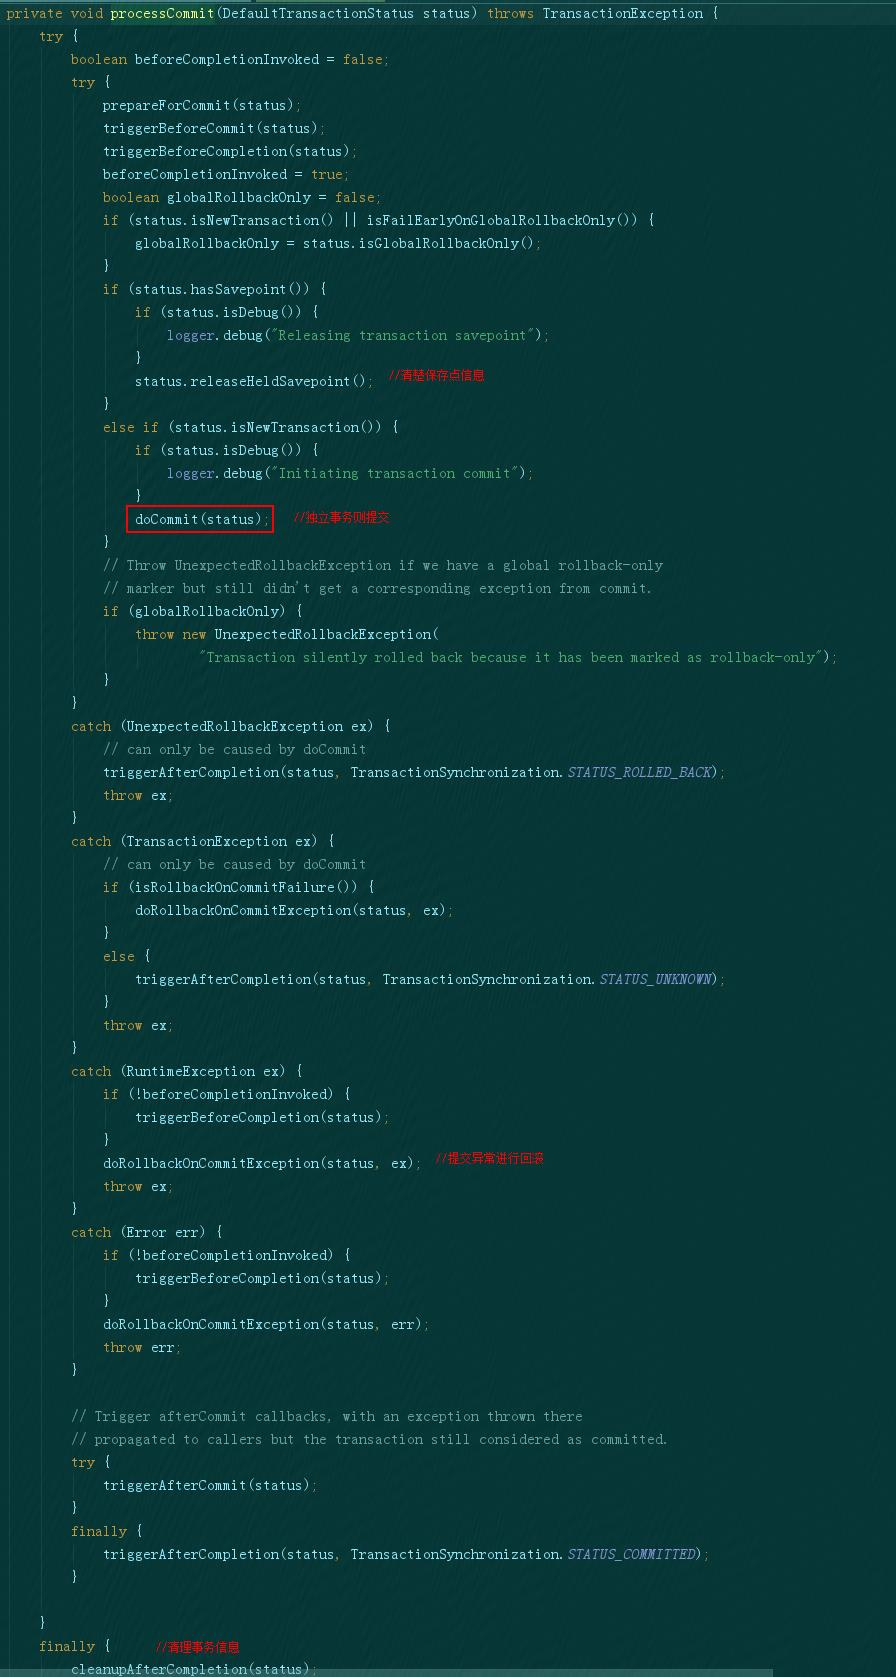 private void processCommit(DefaultTransactionStatus status) throws TransactionException {
try {
boolean beforeCompletionInvoked = false;
try {
prepareForCommit(status);
triggerBeforeCommit(status);
triggerBeforeCompletion(status);
beforeCompletionInvoked = true;
boolean globalRollbackOnly = false;
if (status.isNewTransaction() || isFailEarlyOnGlobalRollbackOnly()) {
globalRollbackOnly = status.isGlobalRollbackOnly();
}
if (status.hasSavepoint()) {
if (status.isDebug()) {
logger.debug("Releasing transaction savepoint");
}
status.releaseHeldSavepoint(); //清楚保存点信息
}
else if (status.isNewTransaction()) {
if (status.isDebug()) {
logger.debug("Initiating transaction commit");
}
doCommit(status); //独立事务则提交
}
// Throw UnexpectedRollbackException if we have a global rollback-only
// marker but still didn't get a corresponding exception from commit.
if (globalRollbackOnly) {
throw new UnexpectedRollbackException(
"Transaction silently rolled back because it has been marked as rollback-only");
}
}
catch (UnexpectedRollbackException ex) {
// can only be caused by doCommit
triggerAfterCompletion(status, TransactionSynchronization.STATUS_ROLLED_BACK);
throw ex;
}
catch (TransactionException ex) {
// can only be caused by doCommit
if (isRollbackOnCommitFailure()) {
doRollbackOnCommitException(status, ex);
}
else {
triggerAfterCompletion(status, TransactionSynchronization.STATUS_UNKNOWN);
}
throw ex;
}
catch (RuntimeException ex) {
if (!beforeCompletionInvoked) {
triggerBeforeCompletion(status);
}
doRollbackOnCommitException(status, ex); //提交异常进行回滚
throw ex;
}
catch (Error err) {
if (!beforeCompletionInvoked) {
triggerBeforeCompletion(status);
}
doRollbackOnCommitException(status, err);
throw err;
}
// Trigger afterCommit callbacks, with an exception thrown there
// propagated to callers but the transaction still considered as committed.
try {
triggerAfterCommit(status);
}
finally {
triggerAfterCompletion(status, TransactionSynchronization.STATUS_COMMITTED);
}
}
finally { //清理事务信息
cleanupAfterCompletion(status);